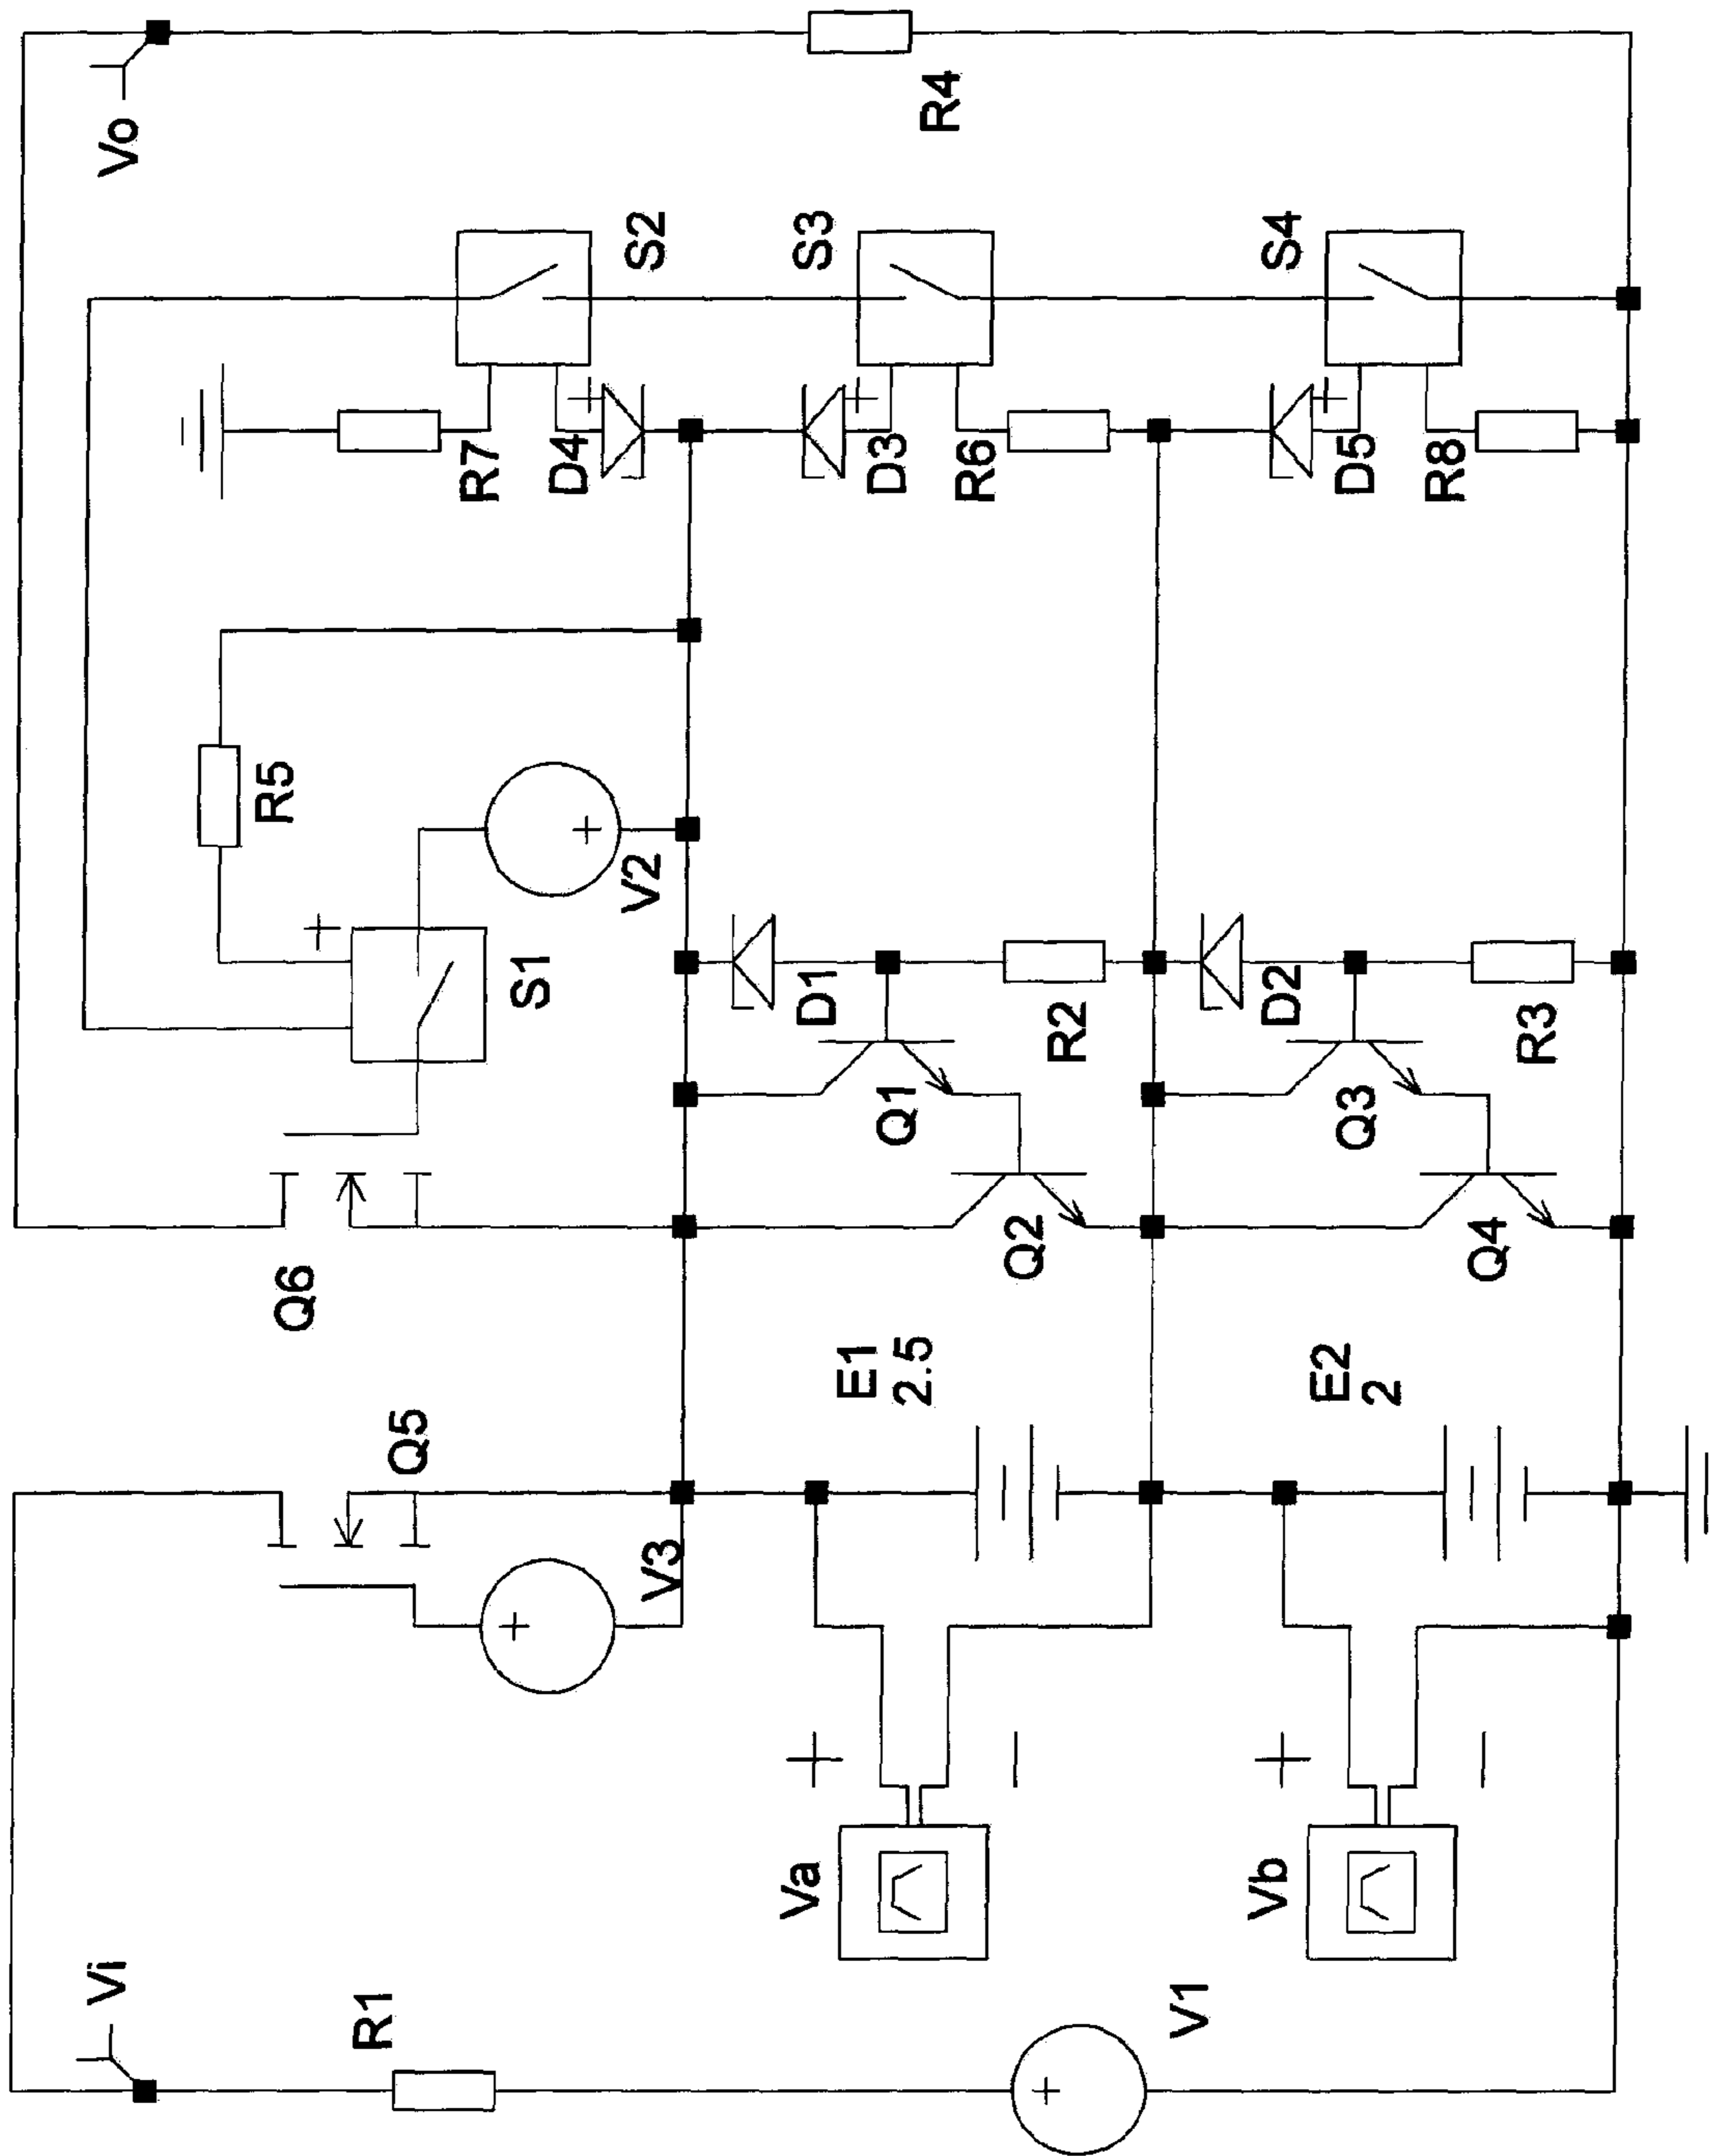 Vo
R4
S2
S3
S4
R7
D4
D3
R6
D5
R8
R5
V2
S1
D1
R2
D2
R3
Q1
Q3
Q2
Q4
Q6
E1
2.5
E2
2
Q5
V3
Va
Vb
Vi
R1
V1